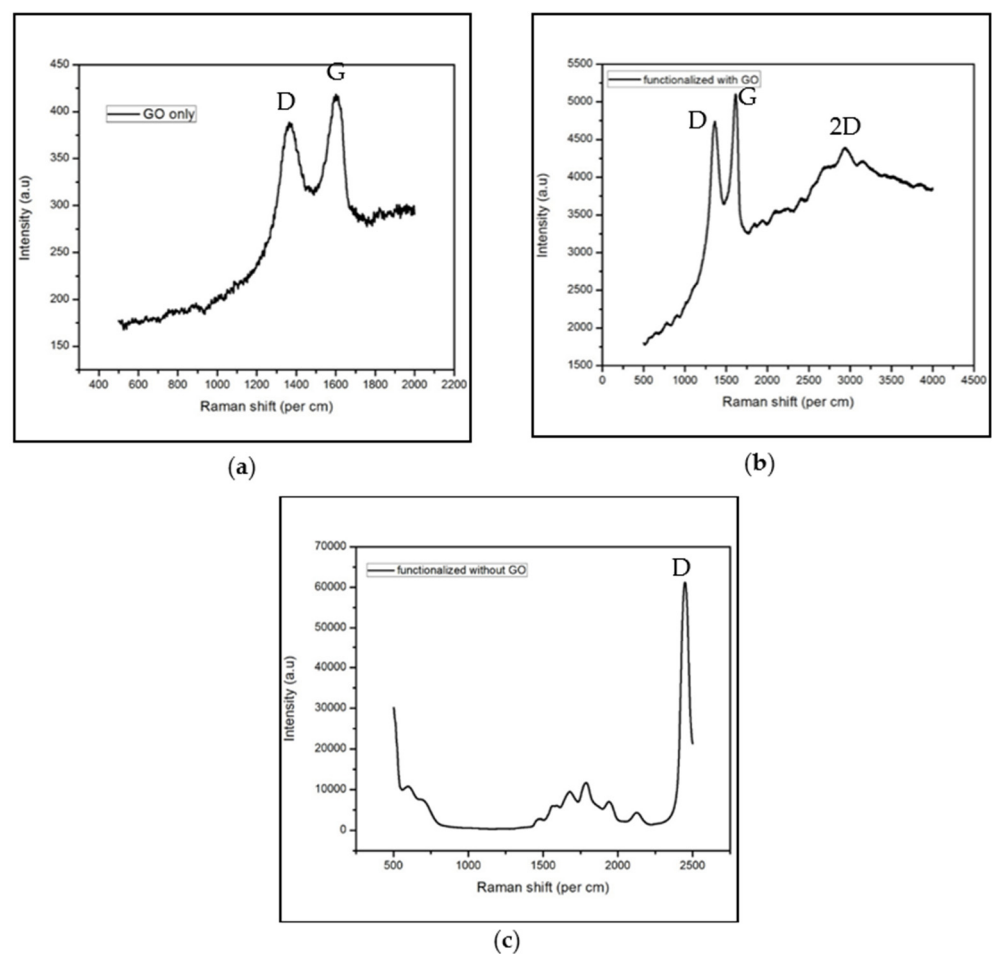 GO only
D
G
450
400
350
300
250
200
150
400 600 800 1000 1200 1400 1600 1800 2000 2200
Intensity (a.u)
Raman shift (per cm)
(a)
functionalized with GO
D
G
2D
5500
5000
4500
4000
3500
3000
2500
2000
1500
0 500 1000 1500 2000 2500 3000 3500 4000 4500
Intensity (a.u)
Raman shift (per cm)
(b)
functionalized without GO
D
70000
60000
50000
40000
30000
20000
10000
0
500 1000 1500 2000 2500
Intensity (a.u)
Raman shift (per cm)
(c)